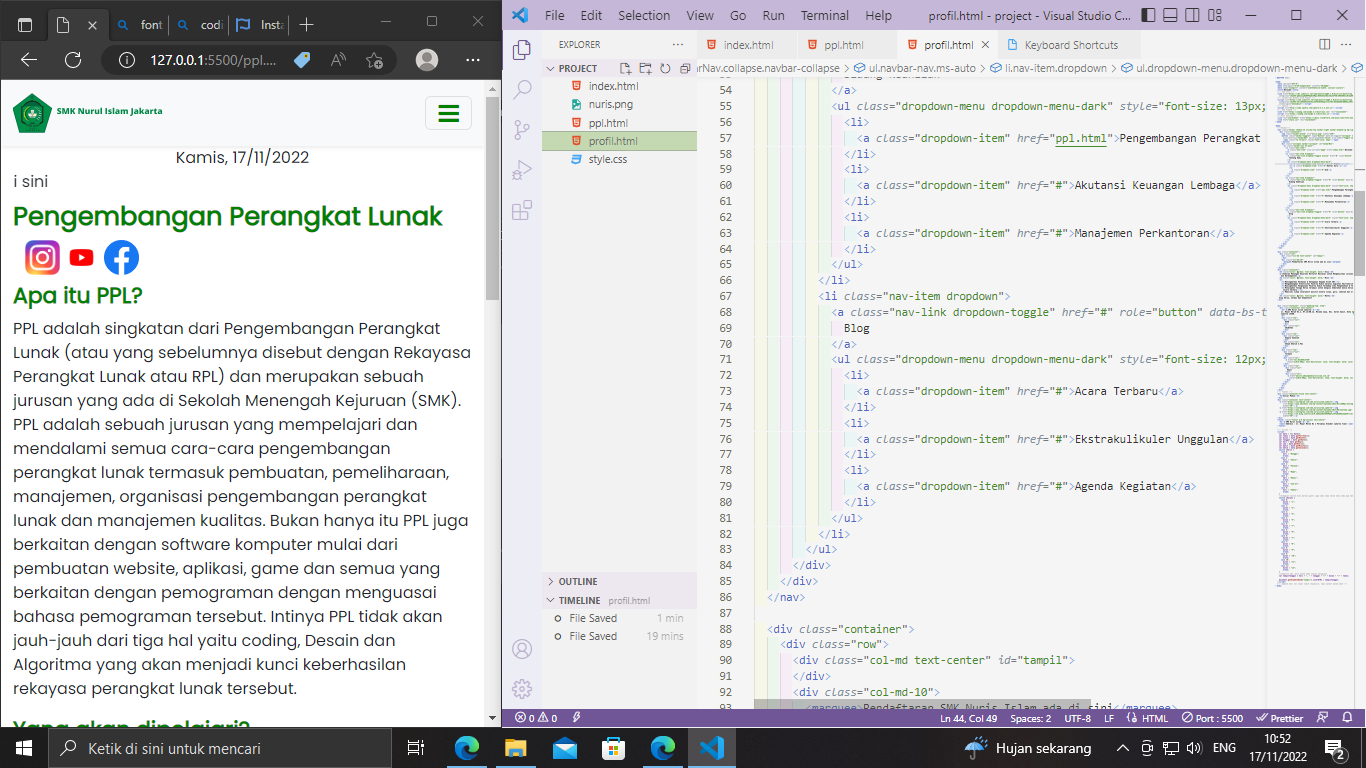 font
codi
Insta
127.0.0.1:5500/ppl....
SMK Nurul Islam Jakarta
Kamis, 17/11/2022
i sini
Pengembangan Perangkat Lunak
Apa itu PPL?
PPL adalah singkatan dari Pengembangan Perangkat
Lunak (atau yang sebelumnya disebut dengan Rekayasa
Perangkat Lunak atau RPL) dan merupakan sebuah
jurusan yang ada di Sekolah Menengah Kejuruan (SMK).
PPL adalah sebuah jurusan yang mempelajari dan
mendalami semua cara-cara pengembangan
perangkat lunak termasuk pembuatan, pemeliharaan,
manajemen, organisasi pengembangan perangkat
lunak dan manajemen kualitas. Bukan hanya itu PPL juga
berkaitan dengan software komputer mulai dari
pembuatan website, aplikasi, game dan semua yang
berkaitan dengan pemograman dengan menguasai
bahasa pemograman tersebut. Intinya PPL tidak akan
jauh-jauh dari tiga hal yaitu coding, Desain dan
Algoritma yang akan menjadi kunci keberhasilan
rekayasa perangkat lunak tersebut.
Yang akan dipelajari?
File Edit Selection View Go Run Terminal Help profil.html - project - Visual Studio C...
EXPLORER
PROJECT
index.html
nuris.png
ppl.html
profil.html
style.css
OUTLINE
TIMELINE profil.html
File Saved 1 min
File Saved 19 mins
index.html ppl.html profil.html Keyboard Shortcuts
arNav.collapse.navbar-collapse > ul.navbar-nav.ms-auto > li.nav-item.dropdown > ul.dropdown-menu.dropdown-menu-dark >
54 </a>
55 <ul class="dropdown-menu dropdown-menu-dark" style="font-size: 13px;
56 <li>
57 <a class="dropdown-item" href="ppl.html">Pengembangan Perangkat
58 </li>
59 <li>
60 <a class="dropdown-item" href="#">Akutansi Keuangan Lembaga</a>
61 </li>
62 <li>
63 <a class="dropdown-item" href="#">Manajemen Perkantoran</a>
64 </li>
65 </ul>
66 </li>
67 <li class="nav-item dropdown">
68 <a class="nav-link dropdown-toggle" href="#" role="button" data-bs-t
69 Blog
70 </a>
71 <ul class="dropdown-menu dropdown-menu-dark" style="font-size: 12px;
72 <li>
73 <a class="dropdown-item" href="#">Acara Terbaru</a>
74 </li>
75 <li>
76 <a class="dropdown-item" href="#">Ekstrakulikuler Unggulan</a>
77 </li>
78 <li>
79 <a class="dropdown-item" href="#">Agenda Kegiatan</a>
80 </li>
81 </ul>
82 </li>
83 </ul>
84 </div>
85 </div>
86 </nav>
87
88 <div class="container">
89 <div class="row">
90 <div class="col-md text-center" id="tampil">
91 </div>
92 <div class="col-md-10">
93 <marquee>Pendaftaran SMK Nuris Islam ada di sini</marquee>
0 0 Ln 44, Col 49 Spaces: 2 UTF-8 LF HTML Port : 5500 Prettier
Ketik di sini untuk mencari
Hujan sekarang
ENG
10:52
17/11/2022
2